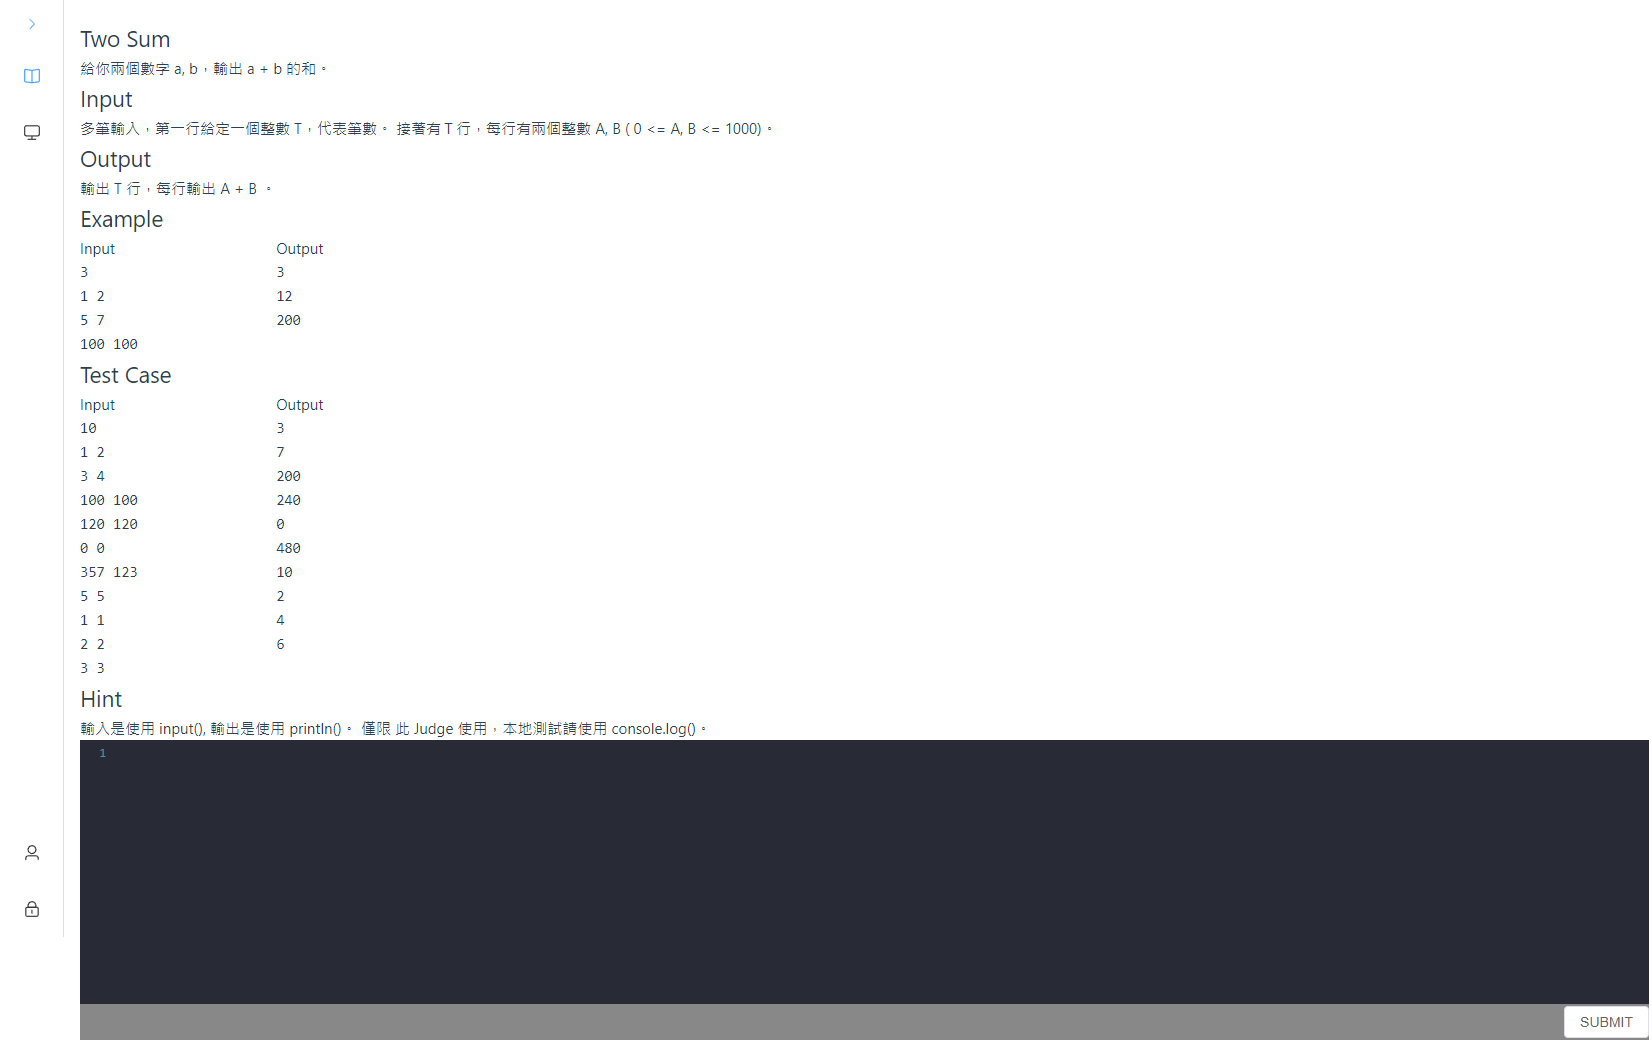 Two Sum
給你兩個數字 a, b，輸出 a + b 的和。
Input
多筆輸入，第一行給定一個整數 T，代表筆數。 接著有 T 行，每行有兩個整數 A, B ( 0 <= A, B <= 1000)。
Output
輸出 T 行，每行輸出 A + B 。
Example
Input Output
3 3
1 2 12
5 7 200
100 100
Test Case
Input Output
10 3
1 2 7
3 4 200
100 100 240
120 120 0
0 0 480
357 123 10
5 5 2
1 1 4
2 2 6
3 3
Hint
輸入是使用 input(), 輸出是使用 println()。 僅限 此 Judge 使用，本地測試請使用 console.log()。
1
SUBMIT